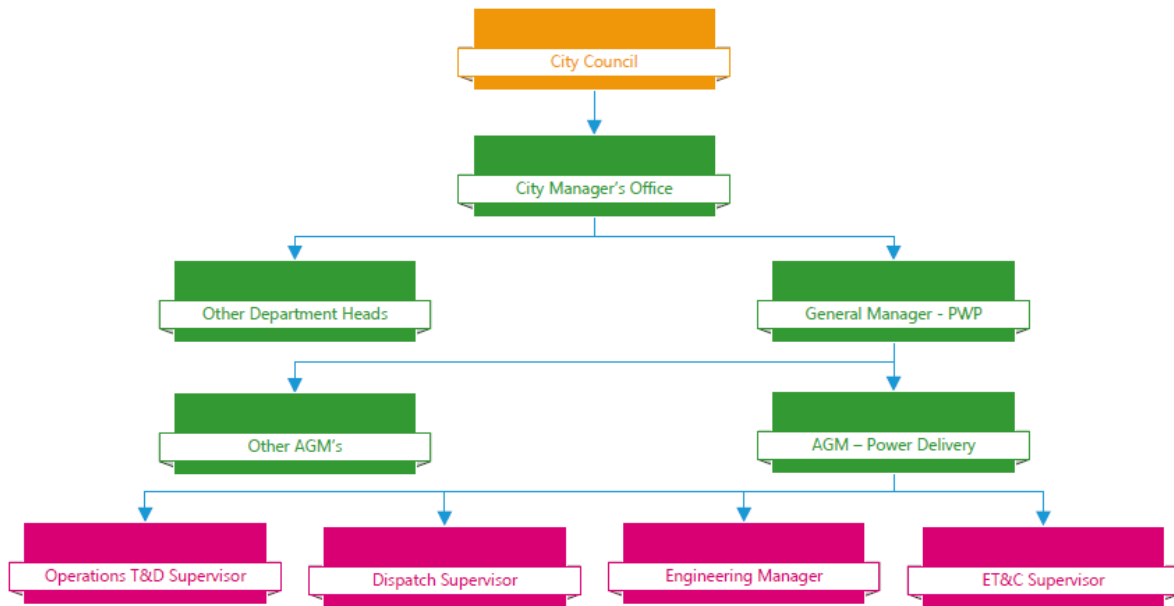 City Council
City Manager's Office
Other Department Heads
General Manager - PWP
Other AGM's
AGM – Power Delivery
Operations T&D Supervisor
Dispatch Supervisor
Engineering Manager
ET&C Supervisor